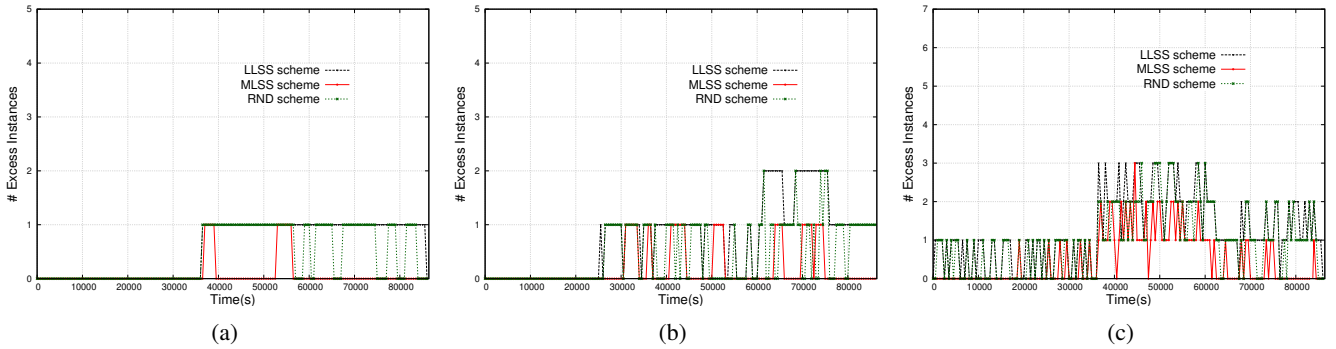 5
4
3
2
1
0
# Excess Instances
LLSS scheme
MLSS scheme
RND scheme
0 10000 20000 30000 40000 50000 60000 70000 80000
Time(s)
(a)
5
4
3
2
1
0
# Excess Instances
LLSS scheme
MLSS scheme
RND scheme
0 10000 20000 30000 40000 50000 60000 70000 80000
Time(s)
(b)
7
6
5
4
3
2
1
0
# Excess Instances
LLSS scheme
MLSS scheme
RND scheme
0 10000 20000 30000 40000 50000 60000 70000 80000
Time(s)
(c)